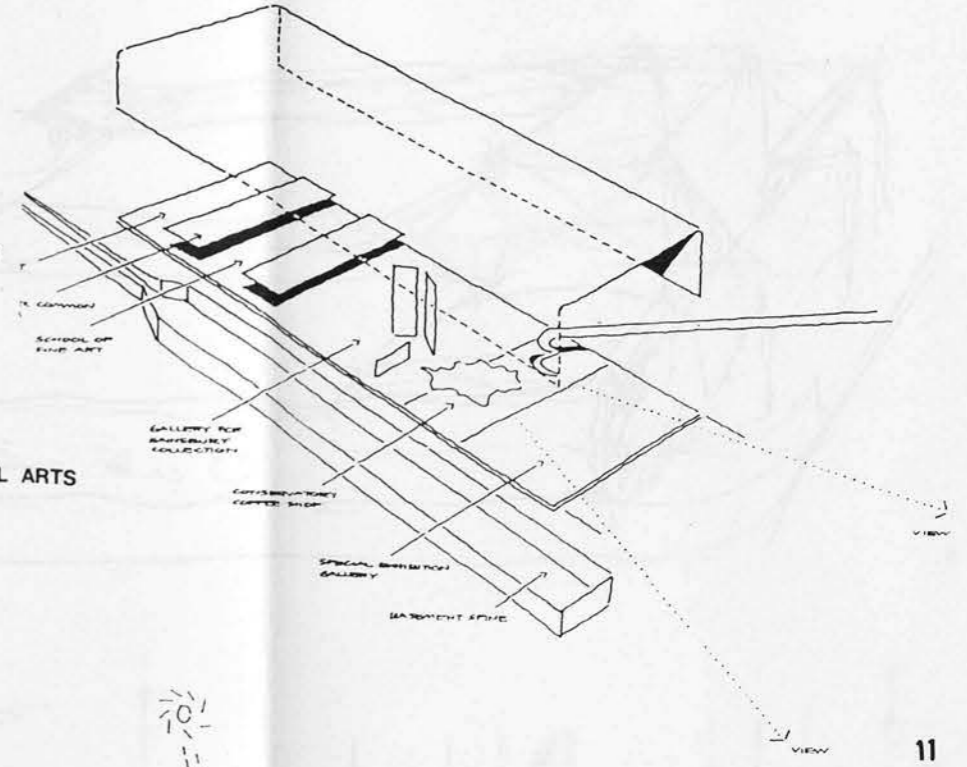 COMMON
SCHOOL OF
FINE ART
GALLERY FOR
SAINSBURY
COLLECTION
L ARTS
CONSERVATORY
COFFEE SHOP
SPECIAL EXHIBITION
GALLERY
BASEMENT SPINE
VIEW
VIEW
11